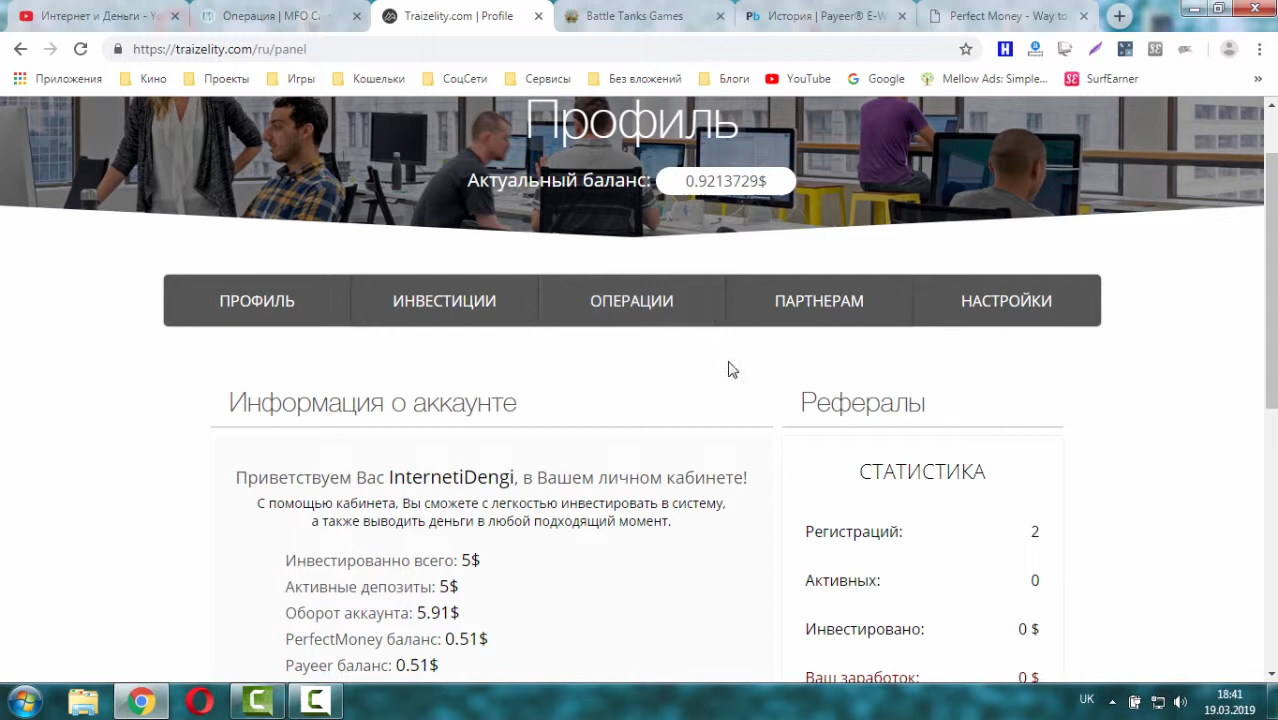 Интернет и Деньги - Yo
Операция | MFO C
Traizelity.com | Profile
Battle Tanks Games
История | Payeer® E-W
Perfect Money - Way to
https://traizelity.com/ru/panel
Приложения
Кино
Проекты
Игры
Кошельки
СоцСети
Сервисы
Без вложений
Блоги
YouTube
Google
Mellow Ads: Simple...
SurfEarner
Профиль
Актуальный баланс: 0.9213729$
ПРОФИЛЬ
ИНВЕСТИЦИИ
ОПЕРАЦИИ
ПАРТНЕРАМ
НАСТРОЙКИ
Информация о аккаунте
Приветствуем Вас InternetiDengi, в Вашем личном кабинете!
С помощью кабинета, Вы сможете с легкостью инвестировать в систему,
а также выводить деньги в любой подходящий момент.
Инвестированно всего: 5$
Активные депозиты: 5$
Оборот аккаунта: 5.91$
PerfectMoney баланс: 0.51$
Payeer баланс: 0.51$
Рефералы
СТАТИСТИКА
Регистраций: 2
Активных: 0
Инвестировано: 0 $
Ваш заработок: 0 $
UK
18:41
19.03.2019